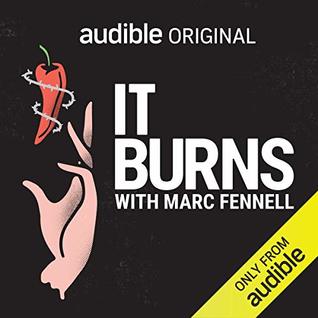 audible ORIGINAL
IT
BURNS
WITH MARC FENNELL
ONLY FROM
audible